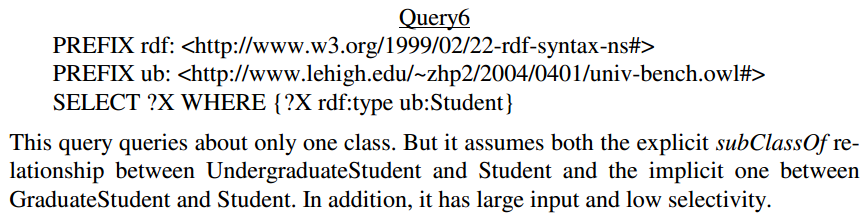 Query6
PREFIX rdf: <http://www.w3.org/1999/02/22-rdf-syntax-ns#>
PREFIX ub: <http://www.lehigh.edu/~zhp2/2004/0401/univ-bench.owl#>
SELECT ?X WHERE {?X rdf:type ub:Student}
This query queries about only one class. But it assumes both the explicit subClassOf re-
lationship between UndergraduateStudent and Student and the implicit one between
GraduateStudent and Student. In addition, it has large input and low selectivity.